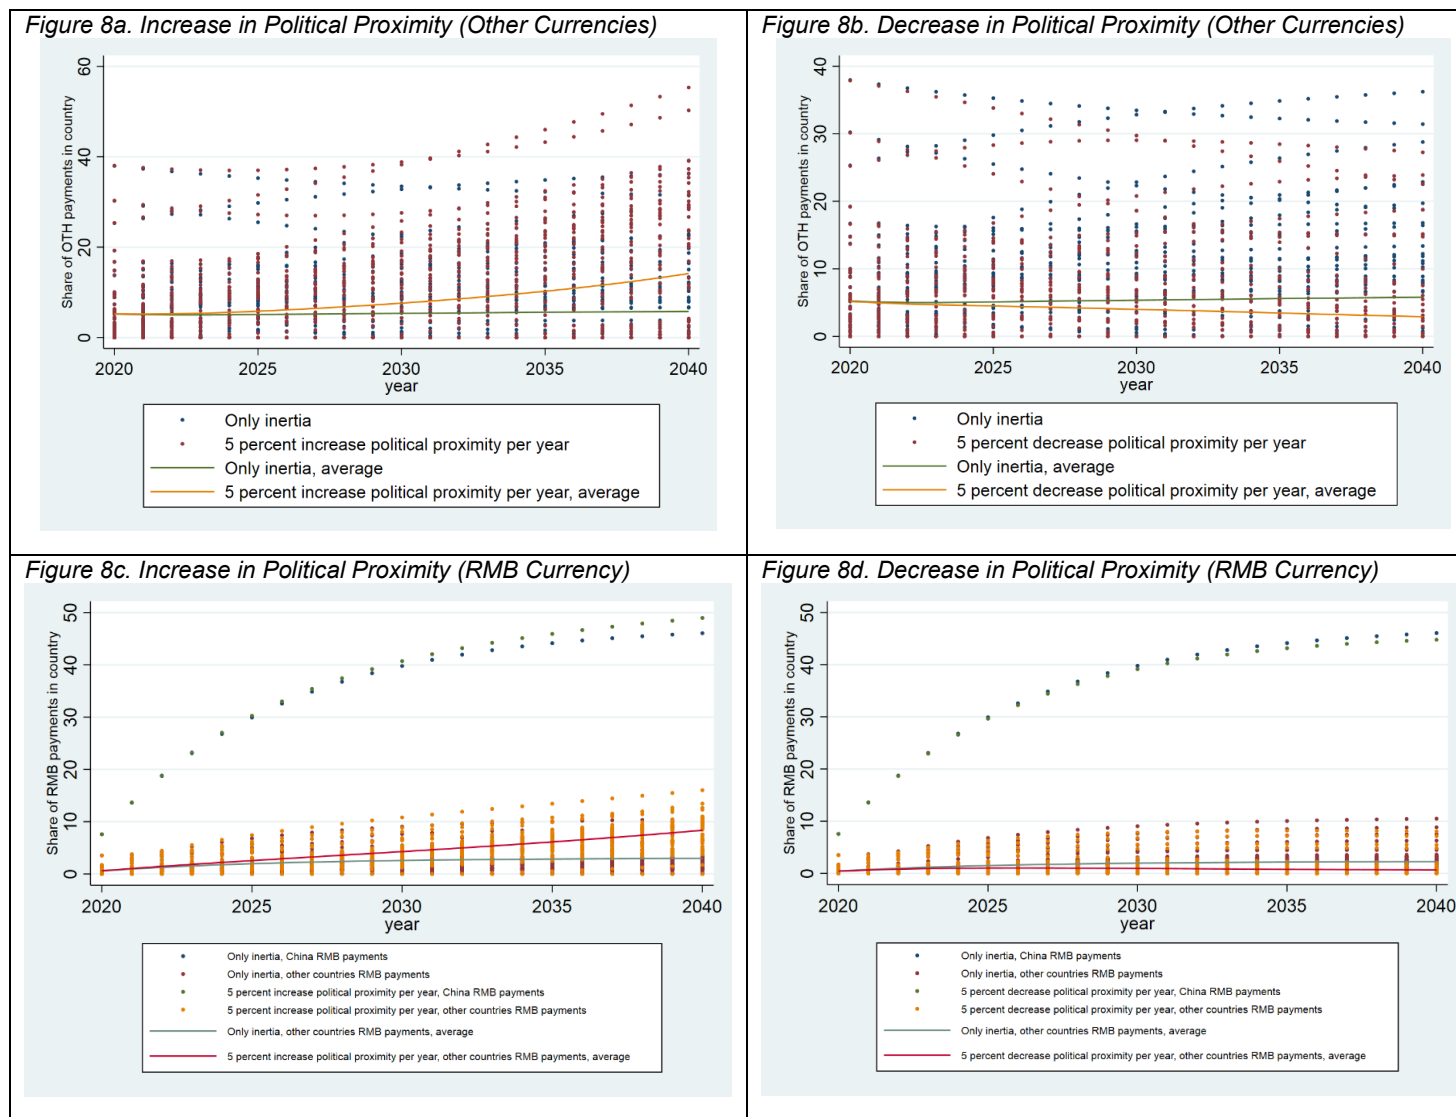 Figure 8a. Increase in Political Proximity (Other Currencies)
Share of OTH payments in country
60
40
20
0
2020 2025 2030 2035 2040
year
Only inertia
5 percent increase political proximity per year
Only inertia, average
5 percent increase political proximity per year, average
Figure 8b. Decrease in Political Proximity (Other Currencies)
Share of OTH payments in country
40
30
20
10
0
2020 2025 2030 2035 2040
year
Only inertia
5 percent decrease political proximity per year
Only inertia, average
5 percent decrease political proximity per year, average
Figure 8c. Increase in Political Proximity (RMB Currency)
Share of RMB payments in country
50
40
30
20
10
0
2020 2025 2030 2035 2040
year
Only inertia, China RMB payments
Only inertia, other countries RMB payments
5 percent increase political proximity per year, China RMB payments
5 percent increase political proximity per year, other countries RMB payments
Only inertia, other countries RMB payments, average
5 percent increase political proximity per year, other countries RMB payments, average
Figure 8d. Decrease in Political Proximity (RMB Currency)
Share of RMB payments in country
50
40
30
20
10
0
2020 2025 2030 2035 2040
year
Only inertia, China RMB payments
Only inertia, other countries RMB payments
5 percent decrease political proximity per year, China RMB payments
5 percent decrease political proximity per year, other countries RMB payments
Only inertia, other countries RMB payments, average
5 percent decrease political proximity per year, other countries RMB payments, average